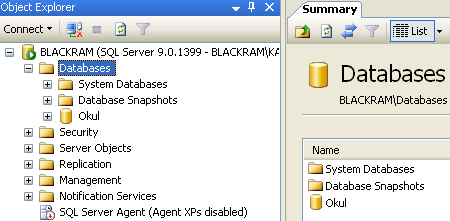 Object Explorer
Connect
BLACKRAM (SQL Server 9.0.1399 - BLACKRAM\KA
Databases
System Databases
Database Snapshots
Okul
Security
Server Objects
Replication
Management
Notification Services
SQL Server Agent (Agent XPs disabled)
Summary
List
Databases
BLACKRAM\Databases
Name
System Databases
Database Snapshots
Okul